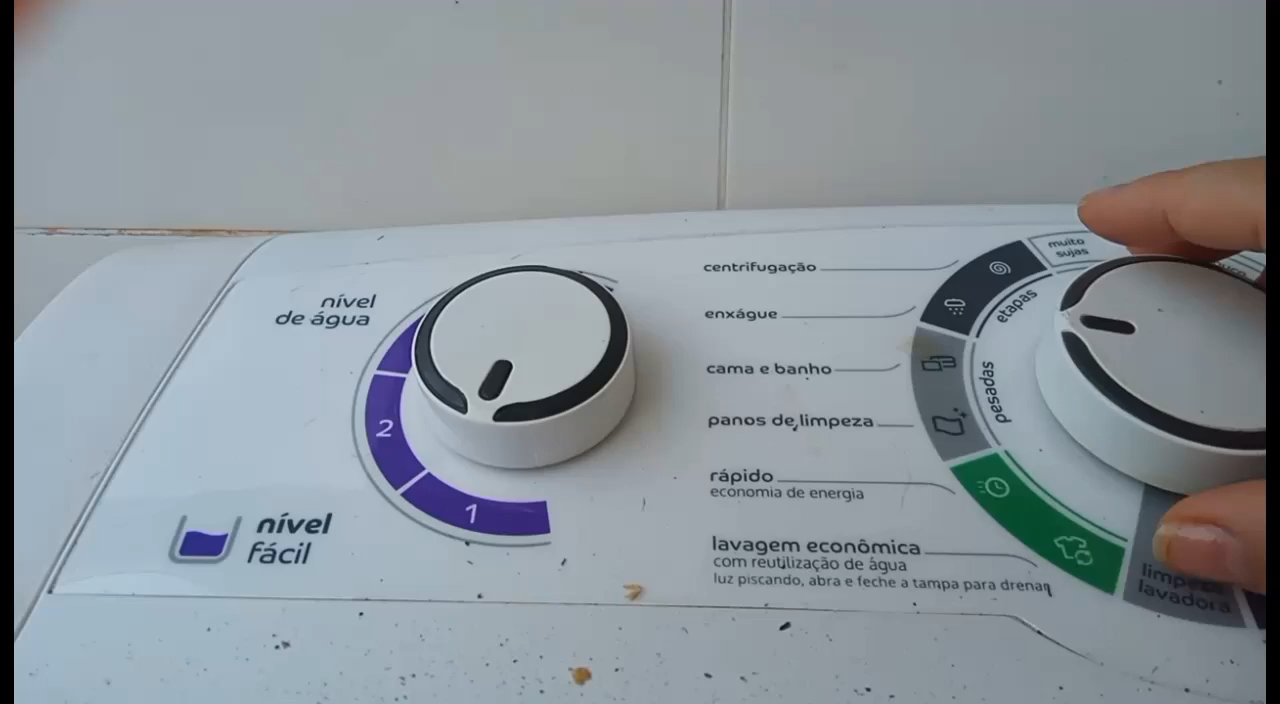 nível
de água
2
1
nível
fácil
centrifugação
enxágue
cama e banho
panos de limpeza
rápido
economia de energia
lavagem econômica
com reutilização de água
luz piscando, abra e feche a tampa para drenar
muito
sujas
etapas
pesadas
lavadora